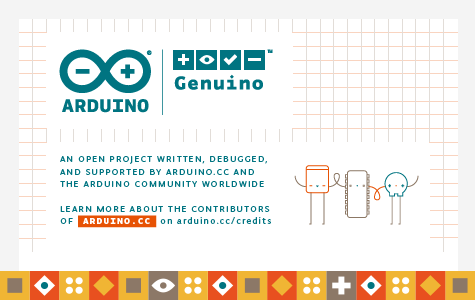 ARDUINO
Genuino™
AN OPEN PROJECT WRITTEN, DEBUGGED,
AND SUPPORTED BY ARDUINO.CC AND
THE ARDUINO COMMUNITY WORLDWIDE
LEARN MORE ABOUT THE CONTRIBUTORS
OF ARDUINO.CC on arduino.cc/credits